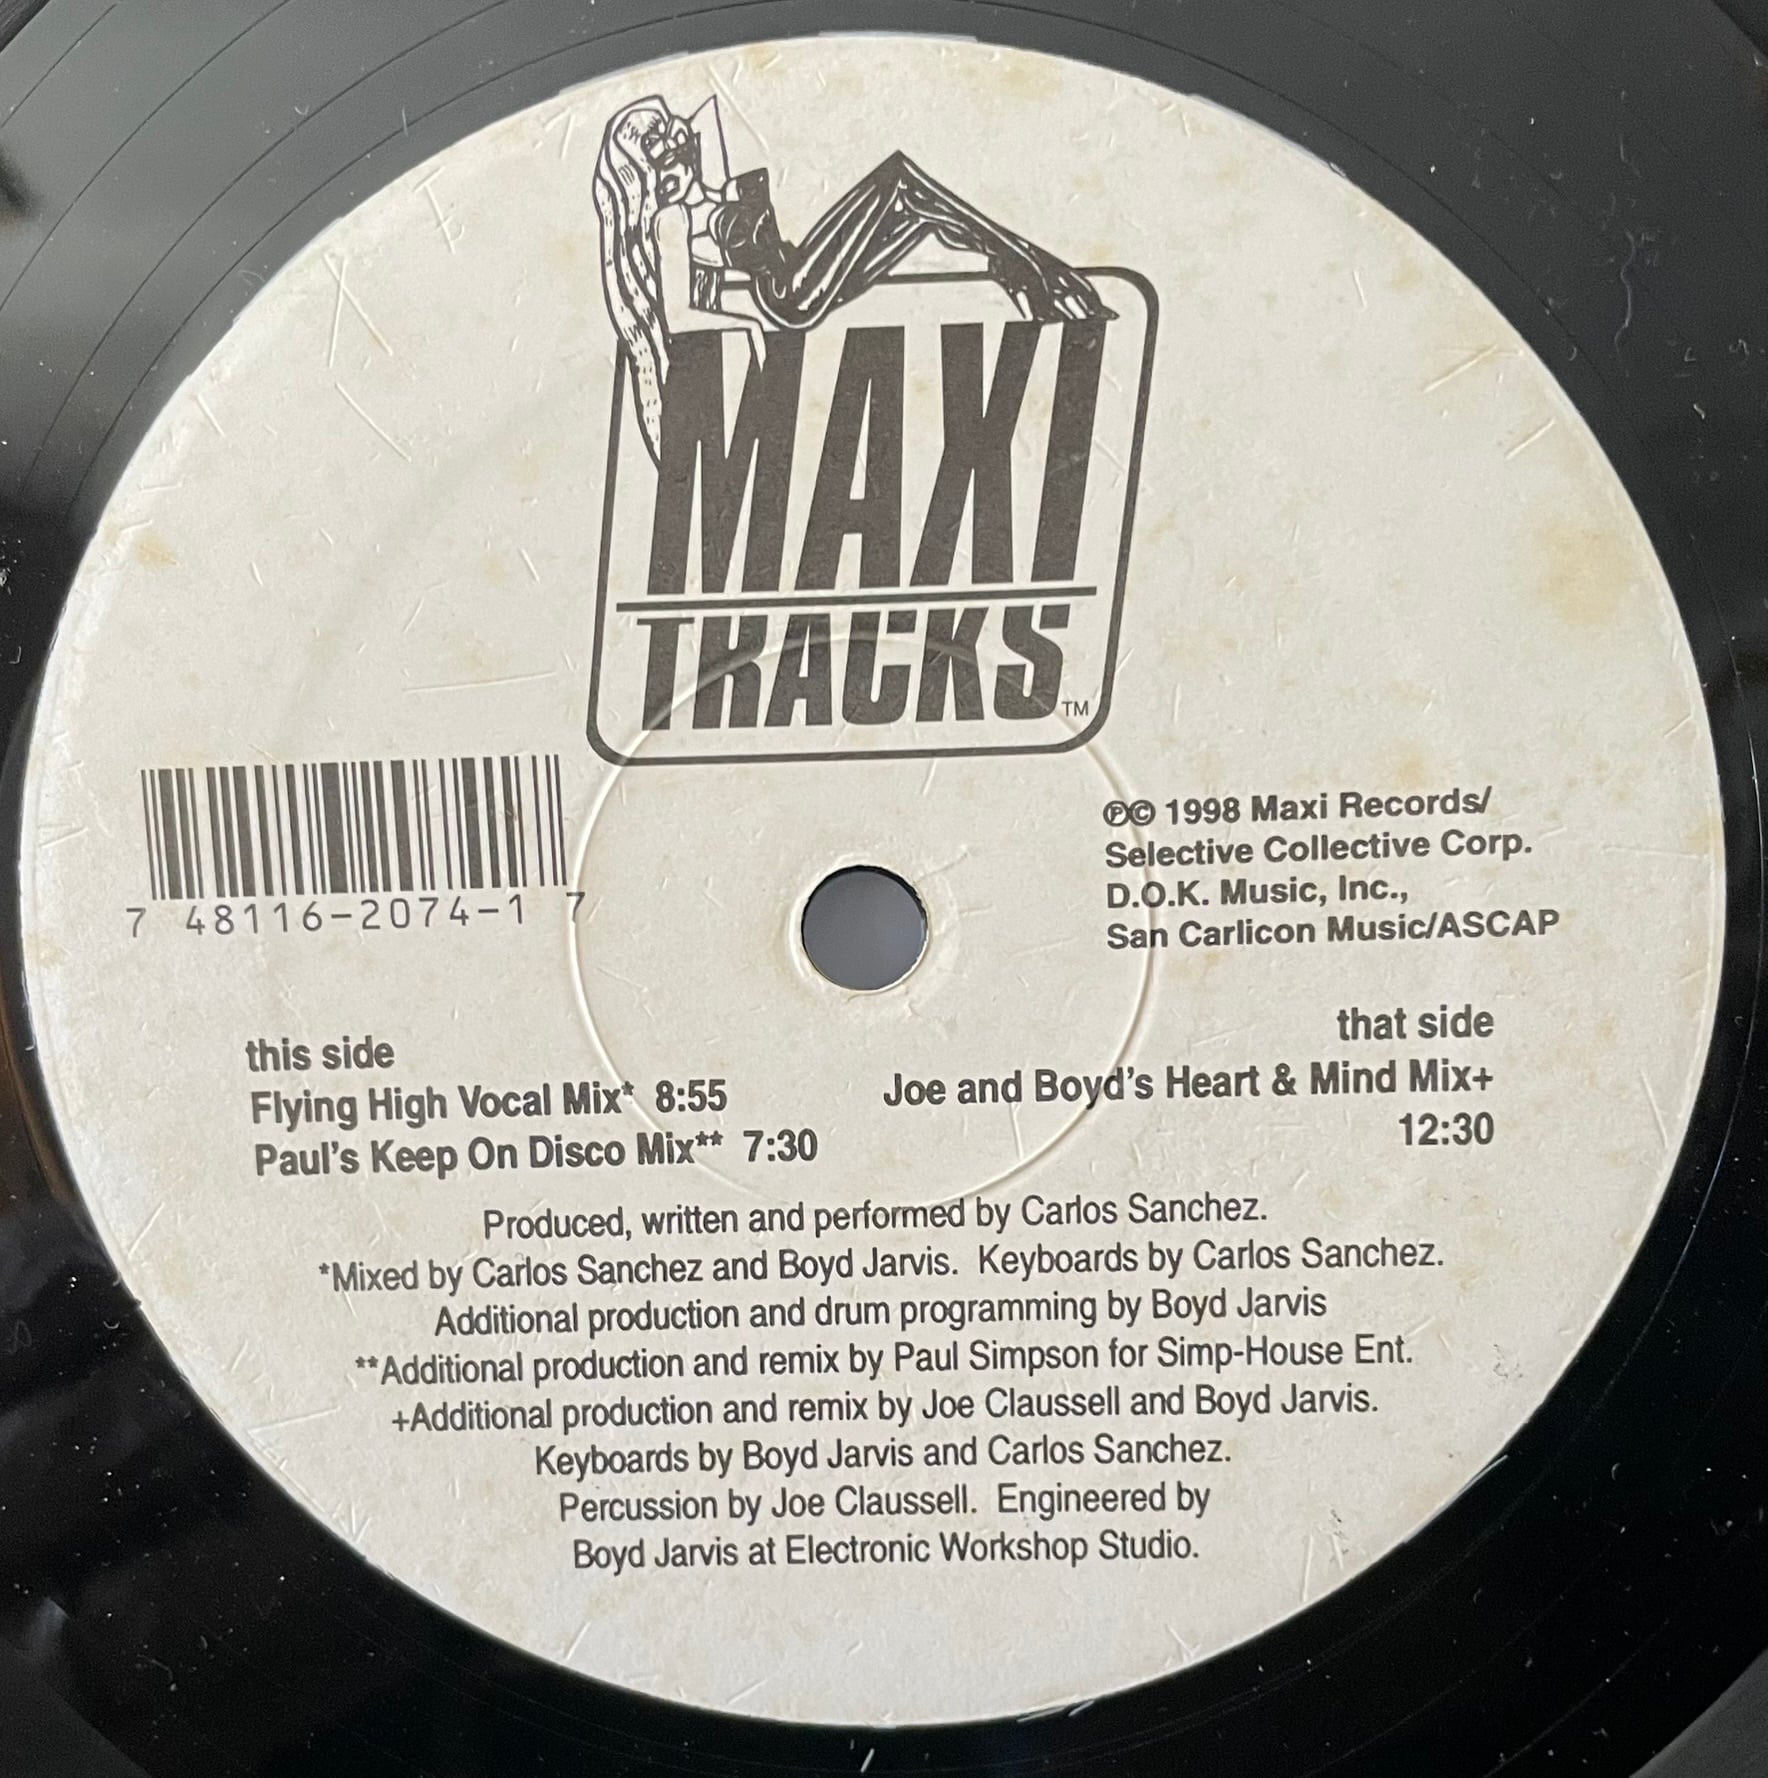 MAXI
TRACKS™
7 48116-2074-1 7
℗© 1998 Maxi Records/
Selective Collective Corp.
D.O.K. Music, Inc.,
San Carlicon Music/ASCAP
this side
Flying High Vocal Mix* 8:55
Paul's Keep On Disco Mix** 7:30
that side
Joe and Boyd's Heart & Mind Mix+
12:30
Produced, written and performed by Carlos Sanchez.
*Mixed by Carlos Sanchez and Boyd Jarvis. Keyboards by Carlos Sanchez.
Additional production and drum programming by Boyd Jarvis
**Additional production and remix by Paul Simpson for Simp-House Ent.
+Additional production and remix by Joe Claussell and Boyd Jarvis.
Keyboards by Boyd Jarvis and Carlos Sanchez.
Percussion by Joe Claussell. Engineered by
Boyd Jarvis at Electronic Workshop Studio.